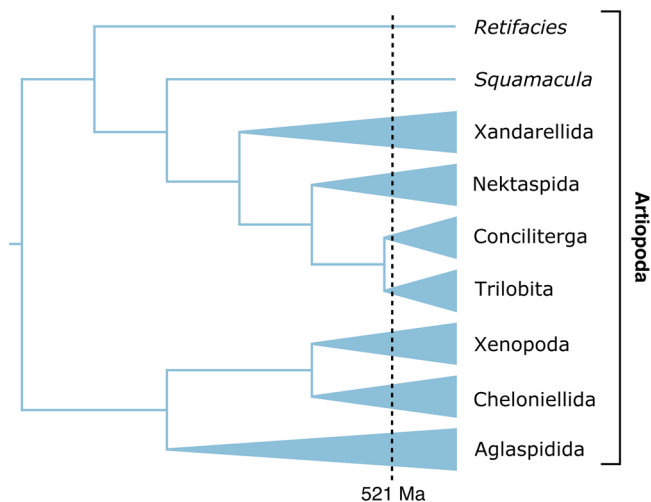 Retifacies
Squamacula
Xandarellida
Nektaspida
Conciliterga
Trilobita
Xenopoda
Cheloniellida
Aglaspidida
Artiopoda
521 Ma